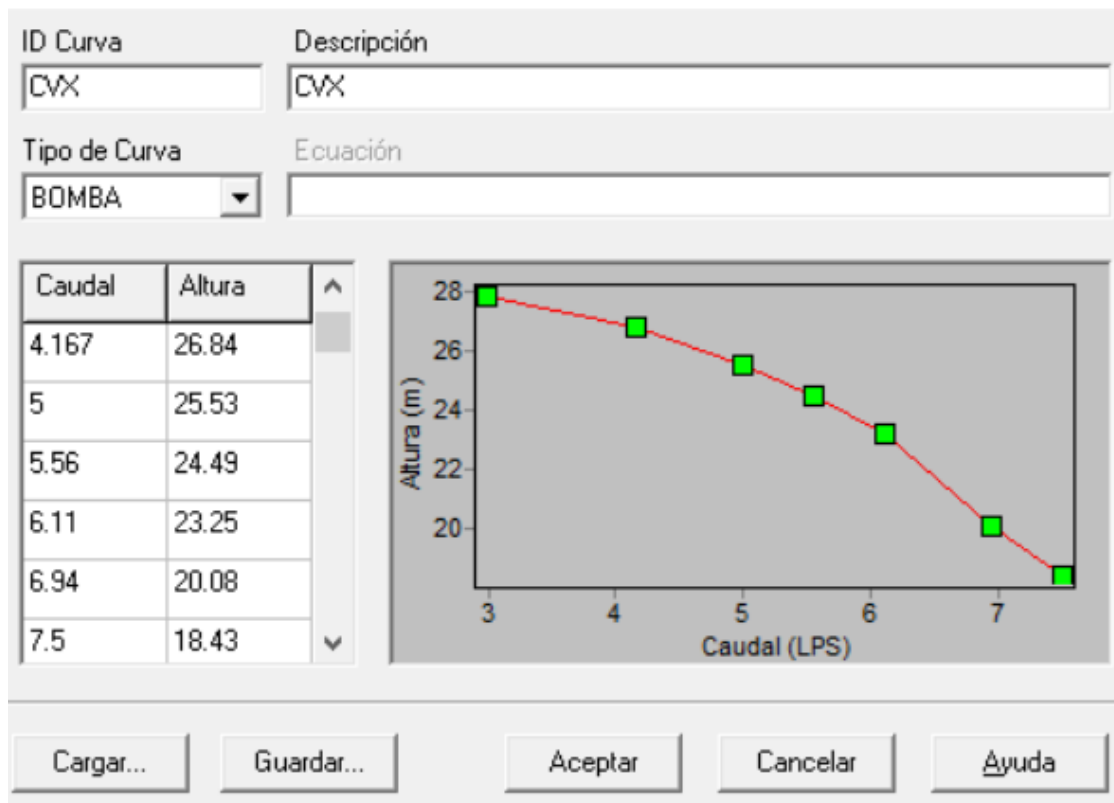 ID Curva Descripción
CVX CVX
Tipo de Curva Ecuación
BOMBA
Caudal Altura
4.167 26.84
5 25.53
5.56 24.49
6.11 23.25
6.94 20.08
7.5 18.43
28
26
24
22
20
Altura (m)
3 4 5 6 7
Caudal (LPS)
Cargar... Guardar... Aceptar Cancelar Ayuda